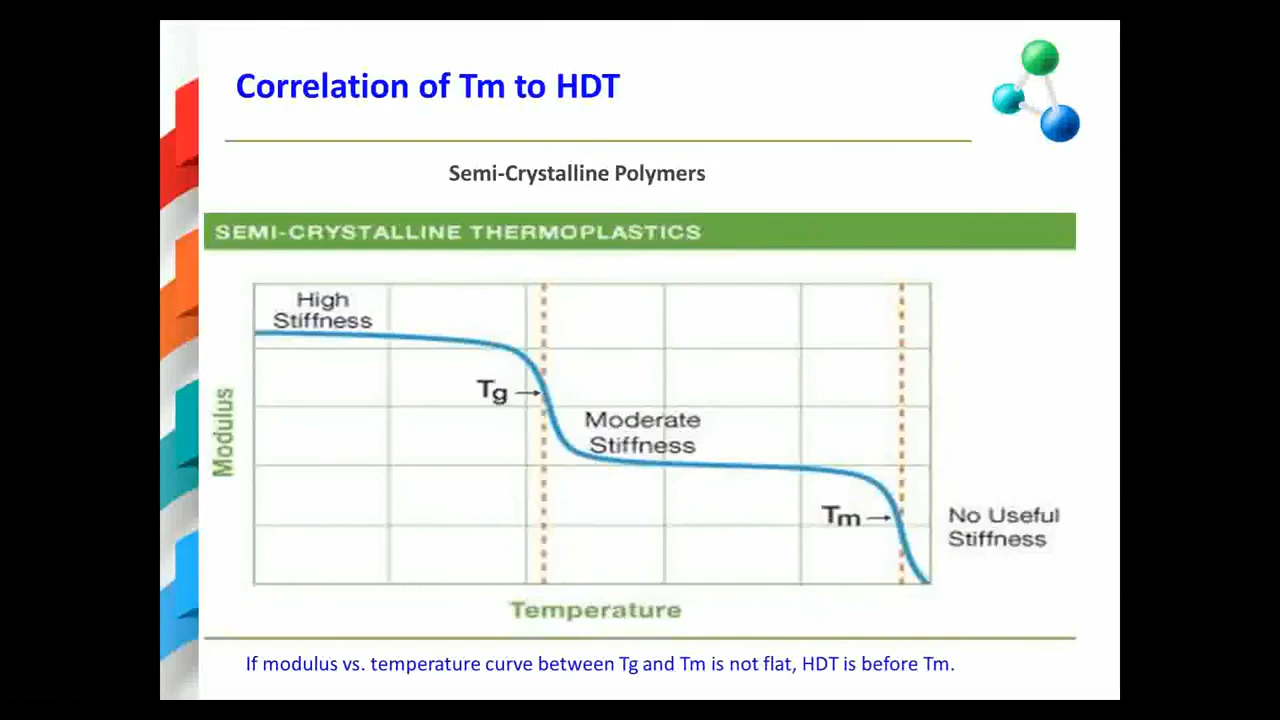 Correlation of Tm to HDT
Semi-Crystalline Polymers
SEMI-CRYSTALLINE THERMOPLASTICS
High
Stiffness
Tg
Moderate
Stiffness
Modulus
Tm
No Useful
Stiffness
Temperature
If modulus vs. temperature curve between Tg and Tm is not flat, HDT is before Tm.